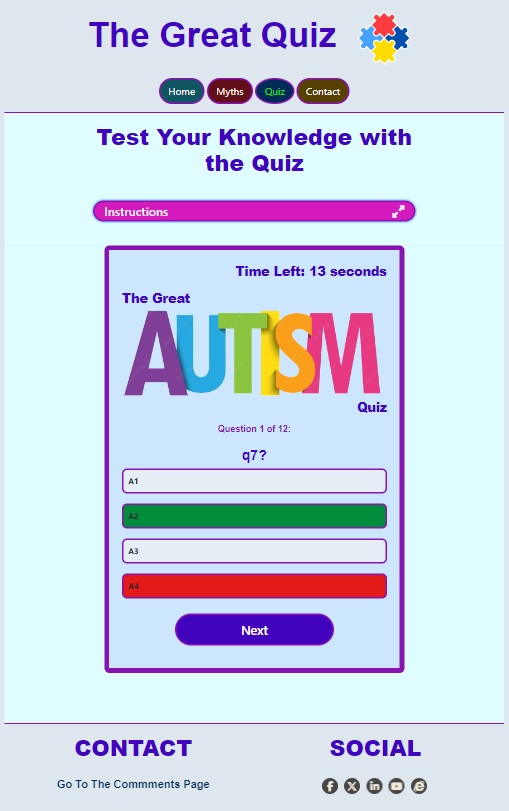 The Great Quiz
Home Myths Quiz Contact
Test Your Knowledge with
the Quiz
Instructions
Time Left: 13 seconds
The Great
AUTISM
Quiz
Question 1 of 12:
q7?
A1
A2
A3
A4
Next
CONTACT
SOCIAL
Go To The Commments Page